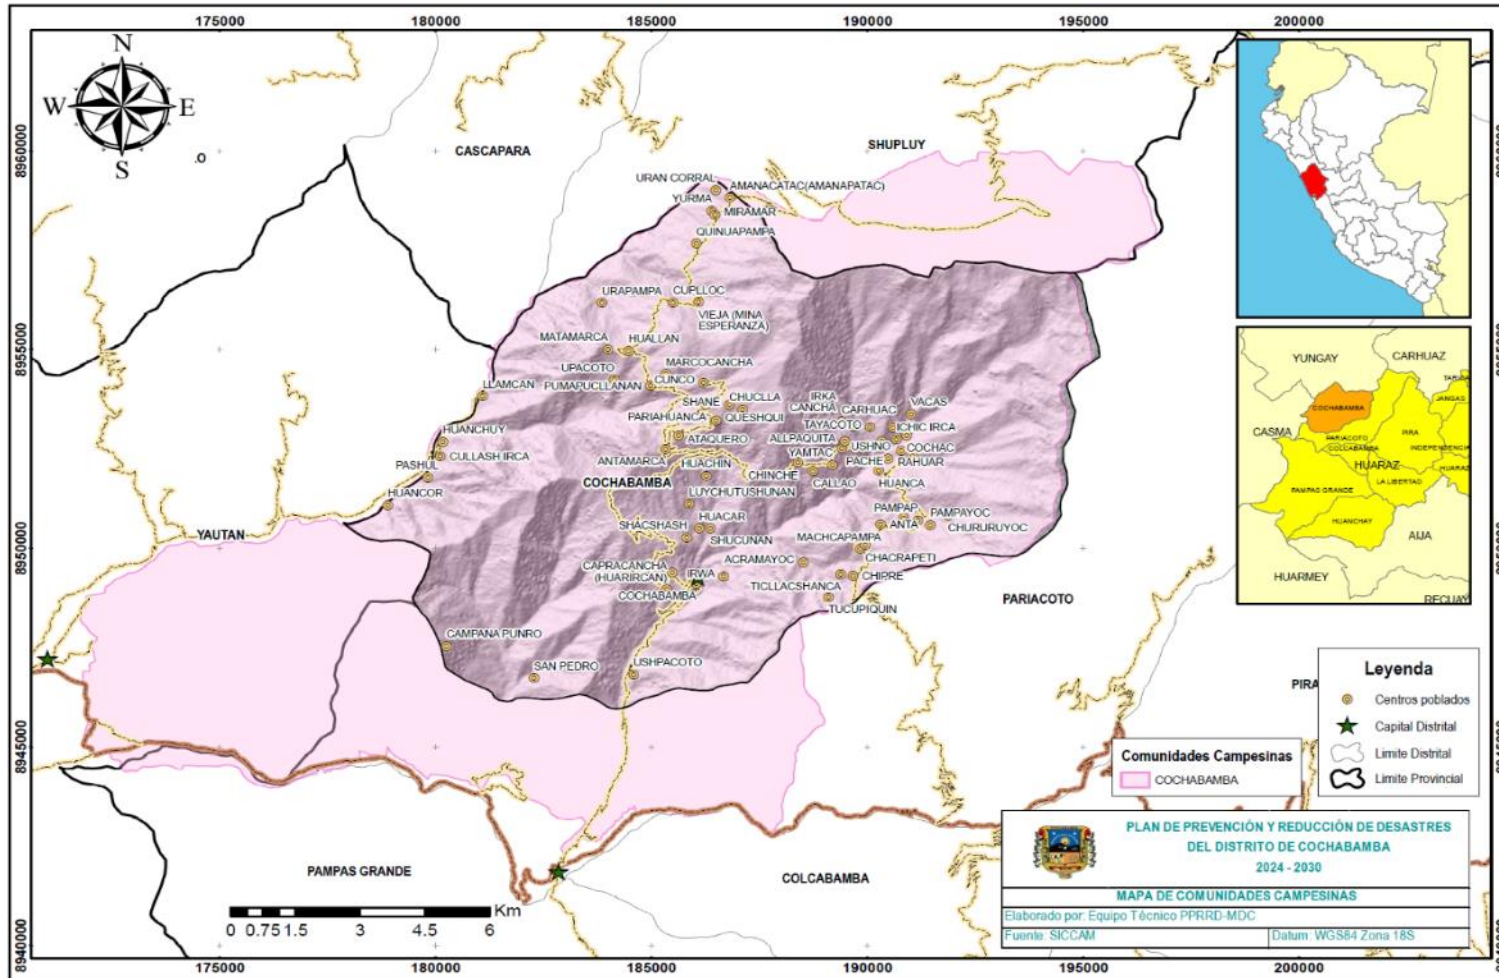 175000
180000
185000
190000
195000
200000
N
W
E
S
.o
8960000
8955000
8950000
8945000
8940000
CASCAPARA
SHUPLUY
URAN CORRAL
AMANACATAC(AMANAPATAC)
YURMA
MIRAMAR
QUINUAPAMPA
URAPAMPA
CUPLLOC
VIEJA (MINA
ESPERANZA)
MATAMARCA
HUALLAN
UPACOTO
MARCOCANCHA
PUMAPUCLLANAN
CUNCO
LLAMCAN
SHANE
CHUCLLA
IRKA
CANCHA
CARHUAC
VACAS
PARIAHUANCA
QUESHQUI
TAYACOTO
ICHIC IRCA
HUANCHUY
ATAQUERO
ALLPAQUITA
USHNO
COCHAC
CULLASH IRCA
ANTAMARCA
YAMTAC
PACHE
RAHUAR
PASHUL
HUACHIN
CHINCHE
CALLAO
HUANCA
COCHABAMBA
HUANCOR
LUYCHUTUSHUNAN
PAMPAP
PAMPAYOC
YAUTAN
SHACSHASH
HUACAR
ANTA
CHURURUYOC
SHUCUNAN
MACHCAPAMPA
ACRAMAYOC
CHACRAPETI
CAPRACANCHA
(HUARIRCAN)
IRWA
TICLLACSHANCA
CHIPRE
COCHABAMBA
TUCUPIQUIN
PARIACOTO
CAMPANA PUNRO
SAN PEDRO
USHPACOTO
PIRA
PAMPAS GRANDE
COLCABAMBA
Km
0 0.75 1.5 3 4.5 6
YUNGAY
CARHUAZ
COCHABAMBA
JANGAS
CASMA
PARIACOTO
COLCABAMBA
PIRA
INDEPENDENCIA
HUARAZ
HUARAZ
LA LIBERTAD
PAMPAS GRANDE
HUANCHAY
AIJA
HUARMEY
RECUAY
Leyenda
Centros poblados
Capital Distrital
Limite Distrital
Limite Provincial
Comunidades Campesinas
COCHABAMBA
PLAN DE PREVENCIÓN Y REDUCCIÓN DE DESASTRES
DEL DISTRITO DE COCHABAMBA
2024 - 2030
MAPA DE COMUNIDADES CAMPESINAS
Elaborado por: Equipo Técnico PPRRD-MDC
Fuente: SICCAM
Datum: WGS84 Zona 18S
175000
180000
185000
190000
195000
200000